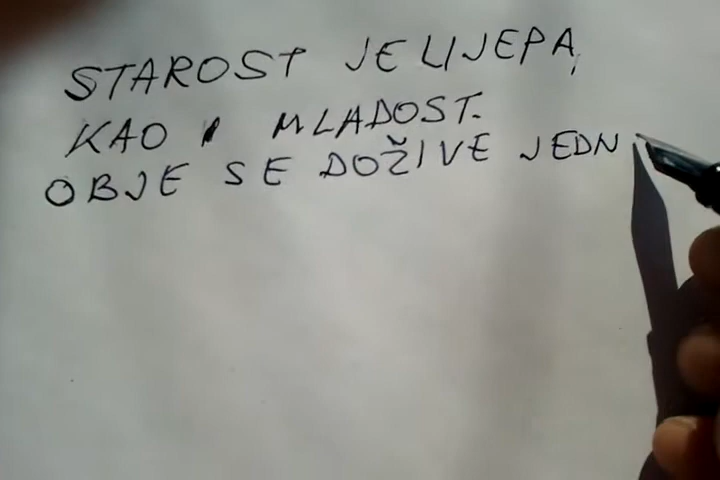 STAROST JE LIJEPA,
KAO I MLADOST.
OBJE SE DOŽIVE JEDN